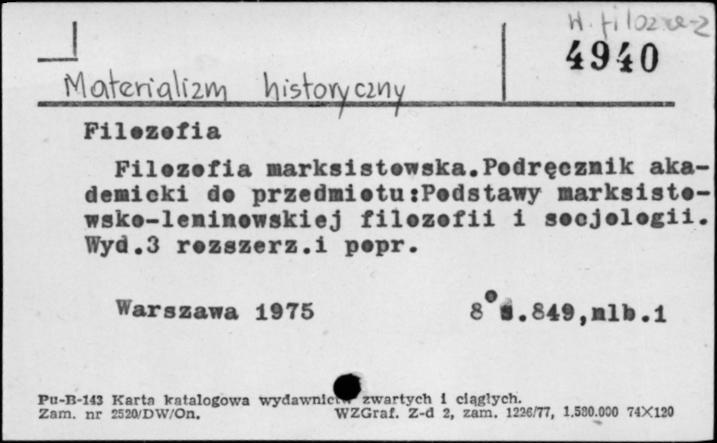 4940
Materializm historyczny
Filozofia
Filozofia marksistowska.Podręcznik aka-
demicki do przedmiotu:Podstawy marksisto-
wsko-leninowskiej filozofii i socjologii.
Wyd.3 rozszerz.i popr.
Warszawa 1975 8° s.849,nlb.1
Pu-B-143 Karta katalogowa wydawnictw zwartych i ciągłych.
Zam. nr 2520/DW/On. WZGraf. Z-d 2, zam. 1226/77, 1.580.000 74X120